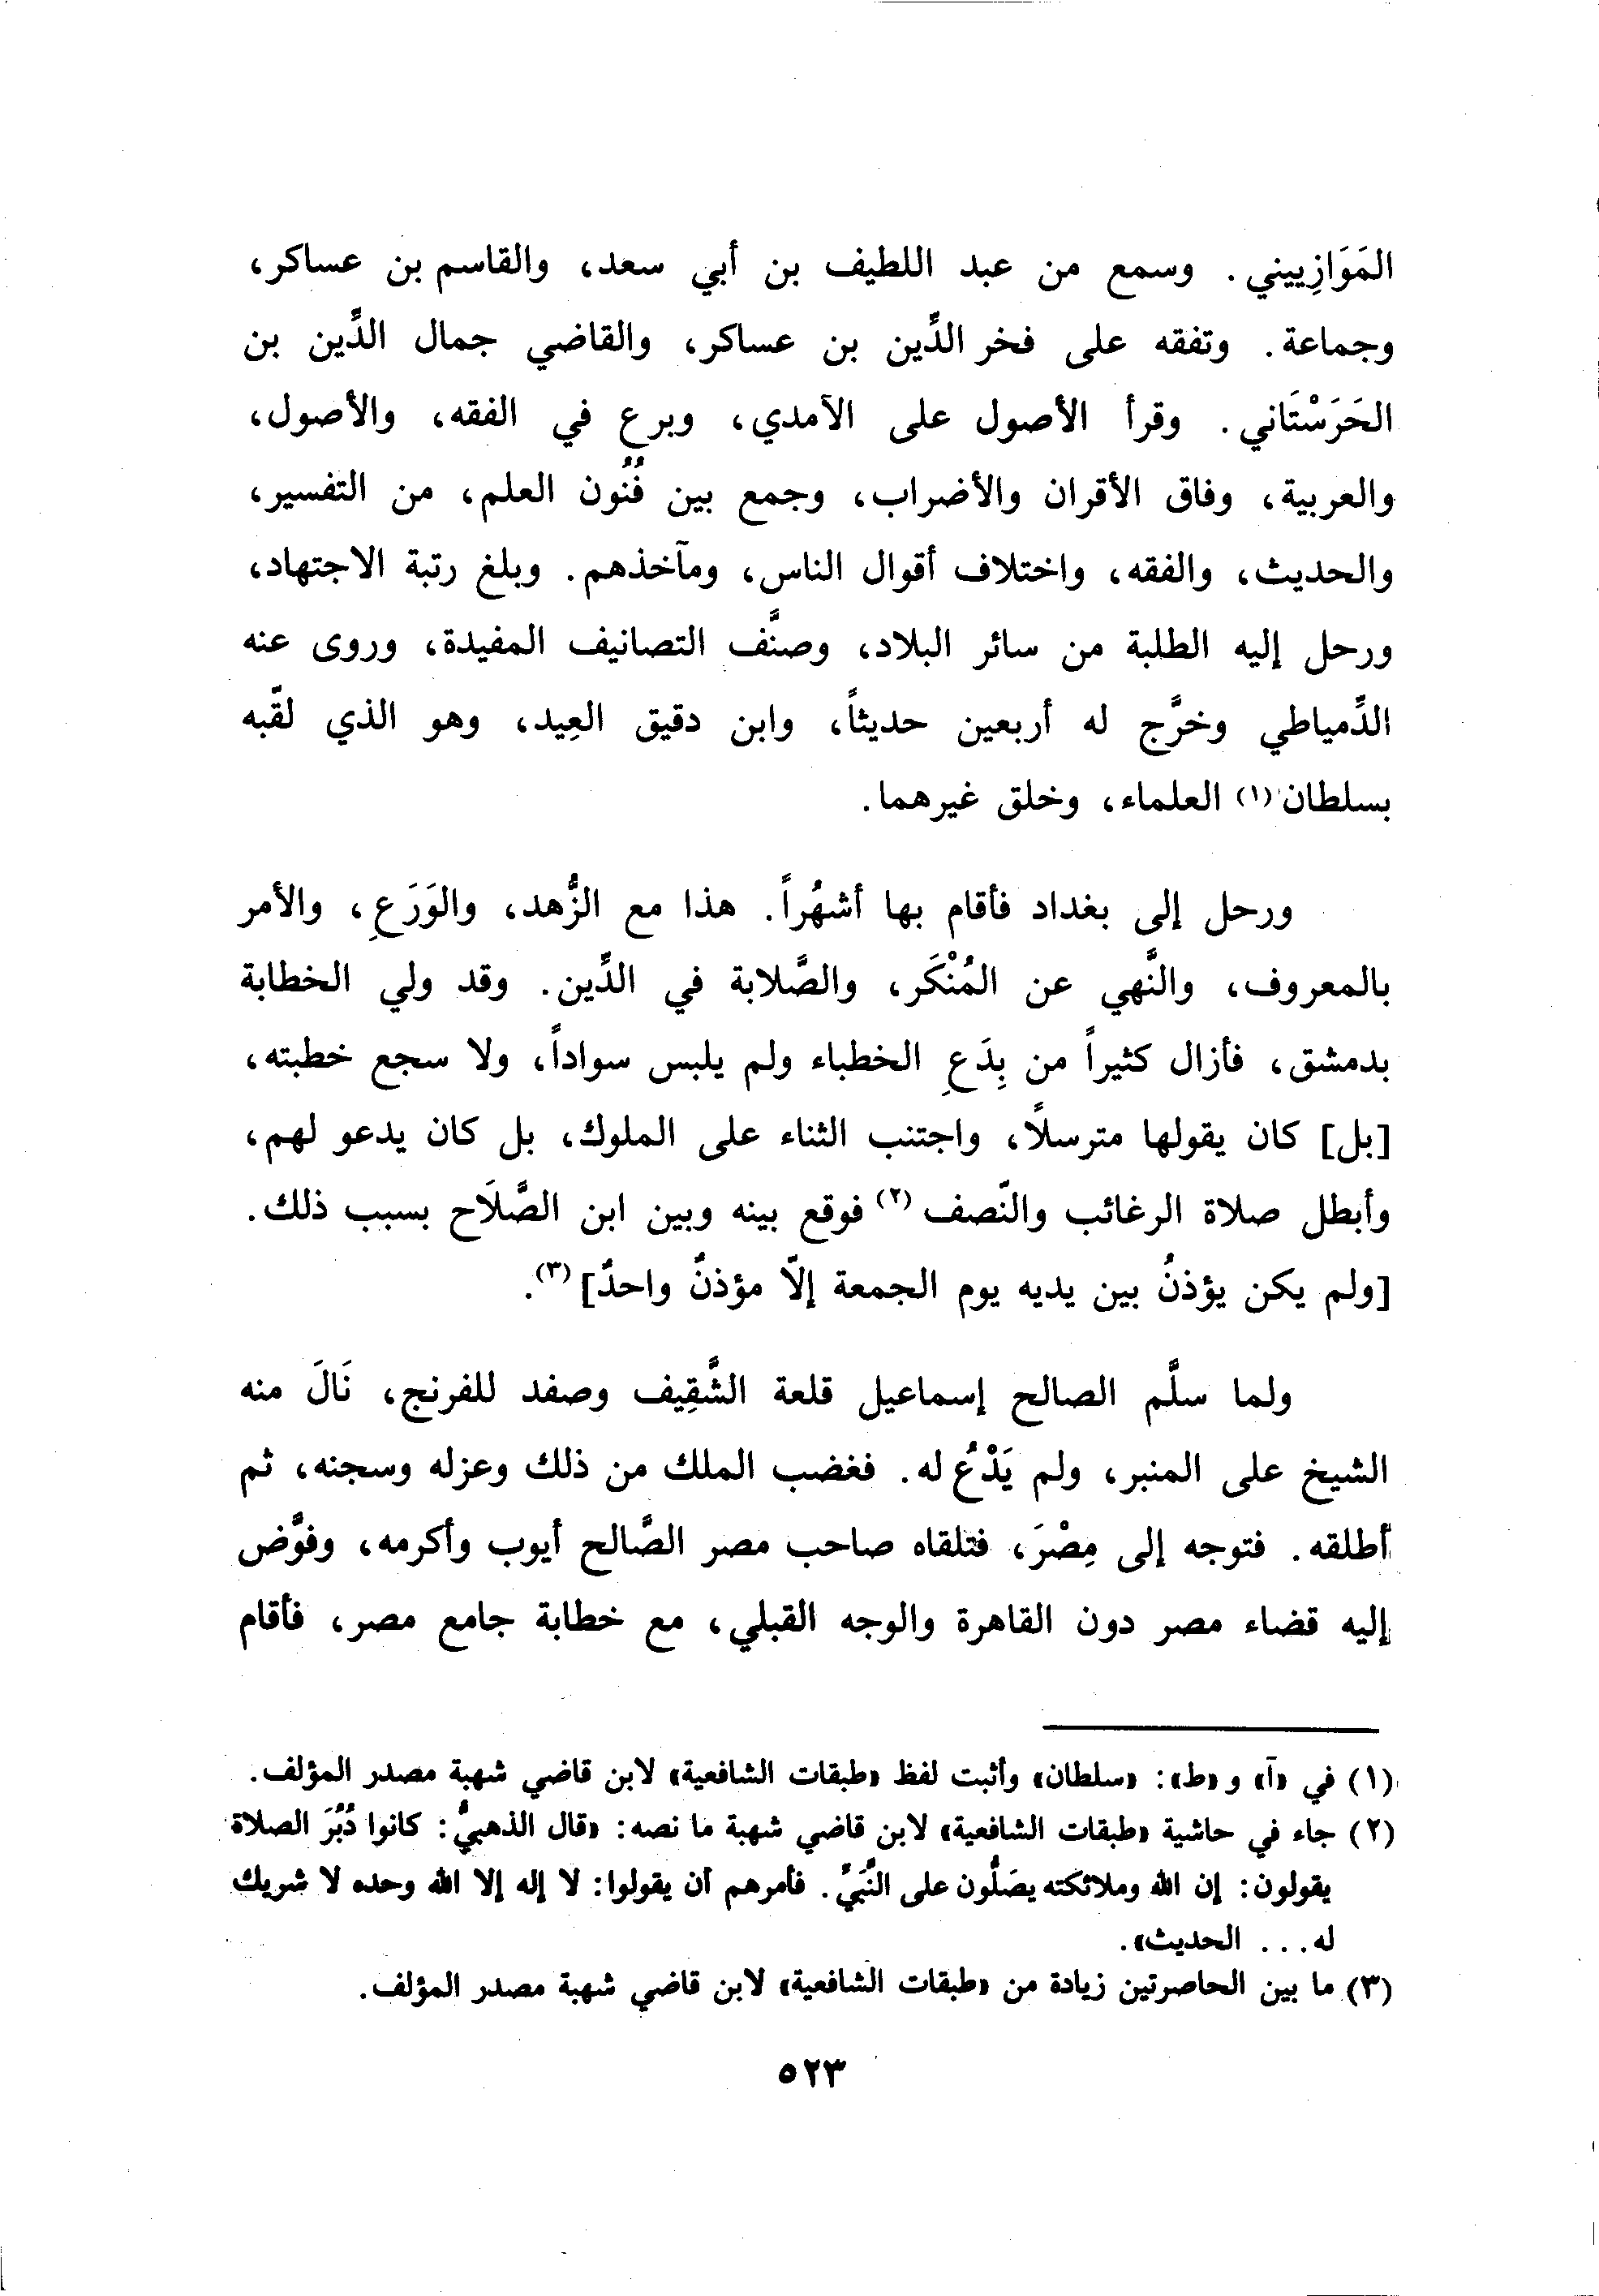 المَوَازِييني. وسمع من عبد اللطيف بن أبي سعد، والقاسم بن عساكر،
وجماعة. وتفقه على فخر الدِّين بن عساكر، والقاضي جمال الدِّين بن
الحَرَسْتَاني. وقرأ الأصول على الآمدي، وبرع في الفقه، والأصول،
والعربية، وفاق الأقران والأضراب، وجمع بين فُنُون العلم، من التفسير،
والحديث، والفقه، واختلاف أقوال الناس، ومآخذهم. وبلغ رتبة الاجتهاد،
ورحل إليه الطلبة من سائر البلاد، وصنَّف التصانيف المفيدة، وروى عنه
الدِّمياطي وخرَّج له أربعين حديثاً، وابن دقيق العِيد، وهو الذي لقّبه
بسلطان (١) العلماء، وخلق غيرهما.
ورحل إلى بغداد فأقام بها أشهُراً. هذا مع الزُّهد، والوَرَعِ، والأمر
بالمعروف، والنَّهي عن المُنْكَر، والصَّلابة في الدِّين. وقد ولي الخطابة
بدمشق، فأزال كثيراً من بِدَعِ الخطباء ولم يلبس سواداً، ولا سجع خطبته،
[بل] كان يقولها مترسلاً، واجتنب الثناء على الملوك، بل كان يدعو لهم،
وأبطل صلاة الرغائب والنّصف (٢) فوقع بينه وبين ابن الصَّلَاح بسبب ذلك.
[ولم يكن يؤذنُ بين يديه يوم الجمعة إلاّ مؤذنٌ واحدٌ] (٣).
ولما سلَّم الصالح إسماعيل قلعة الشَّقِيف وصفد للفرنج، نَالَ منه
الشيخ على المنبر، ولم يَدْعُ له. فغضب الملك من ذلك وعزله وسجنه، ثم
أطلقه. فتوجه إلى مِصْرَ، فتلقاه صاحب مصر الصَّالح أيوب وأكرمه، وفوَّض
إليه قضاء مصر دون القاهرة والوجه القبلي، مع خطابة جامع مصر، فأقام
(١) في «آ» و«ط»: «سلطان» وأثبت لفظ «طبقات الشافعية» لابن قاضي شهبة مصدر المؤلف.
(٢) جاء في حاشية «طبقات الشافعية» لابن قاضي شهبة ما نصه: «قال الذهبيُّ: كانوا دُبُرَ الصلاة
يقولون: إن الله وملائكته يصَلُّون على النَّبيِّ. فأمرهم أن يقولوا: لا إله إلا الله وحده لا شريك
له... الحديث».
(٣) ما بين الحاصرتين زيادة من «طبقات الشافعية» لابن قاضي شهبة مصدر المؤلف.
٥٢٣